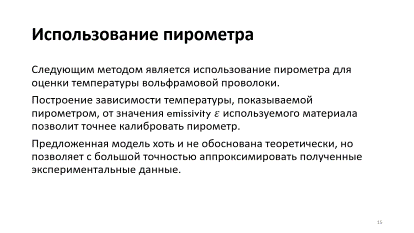 Использование пирометра
Следующим методом является использование пирометра для
оценки температуры вольфрамовой проволоки.
Построение зависимости температуры, показываемой
пирометром, от значения emissivity ε используемого материала
позволит точнее калибровать пирометр.
Предложенная модель хоть и не обоснована теоретически, но
позволяет с большой точностью аппроксимировать полученные
экспериментальные данные.
15